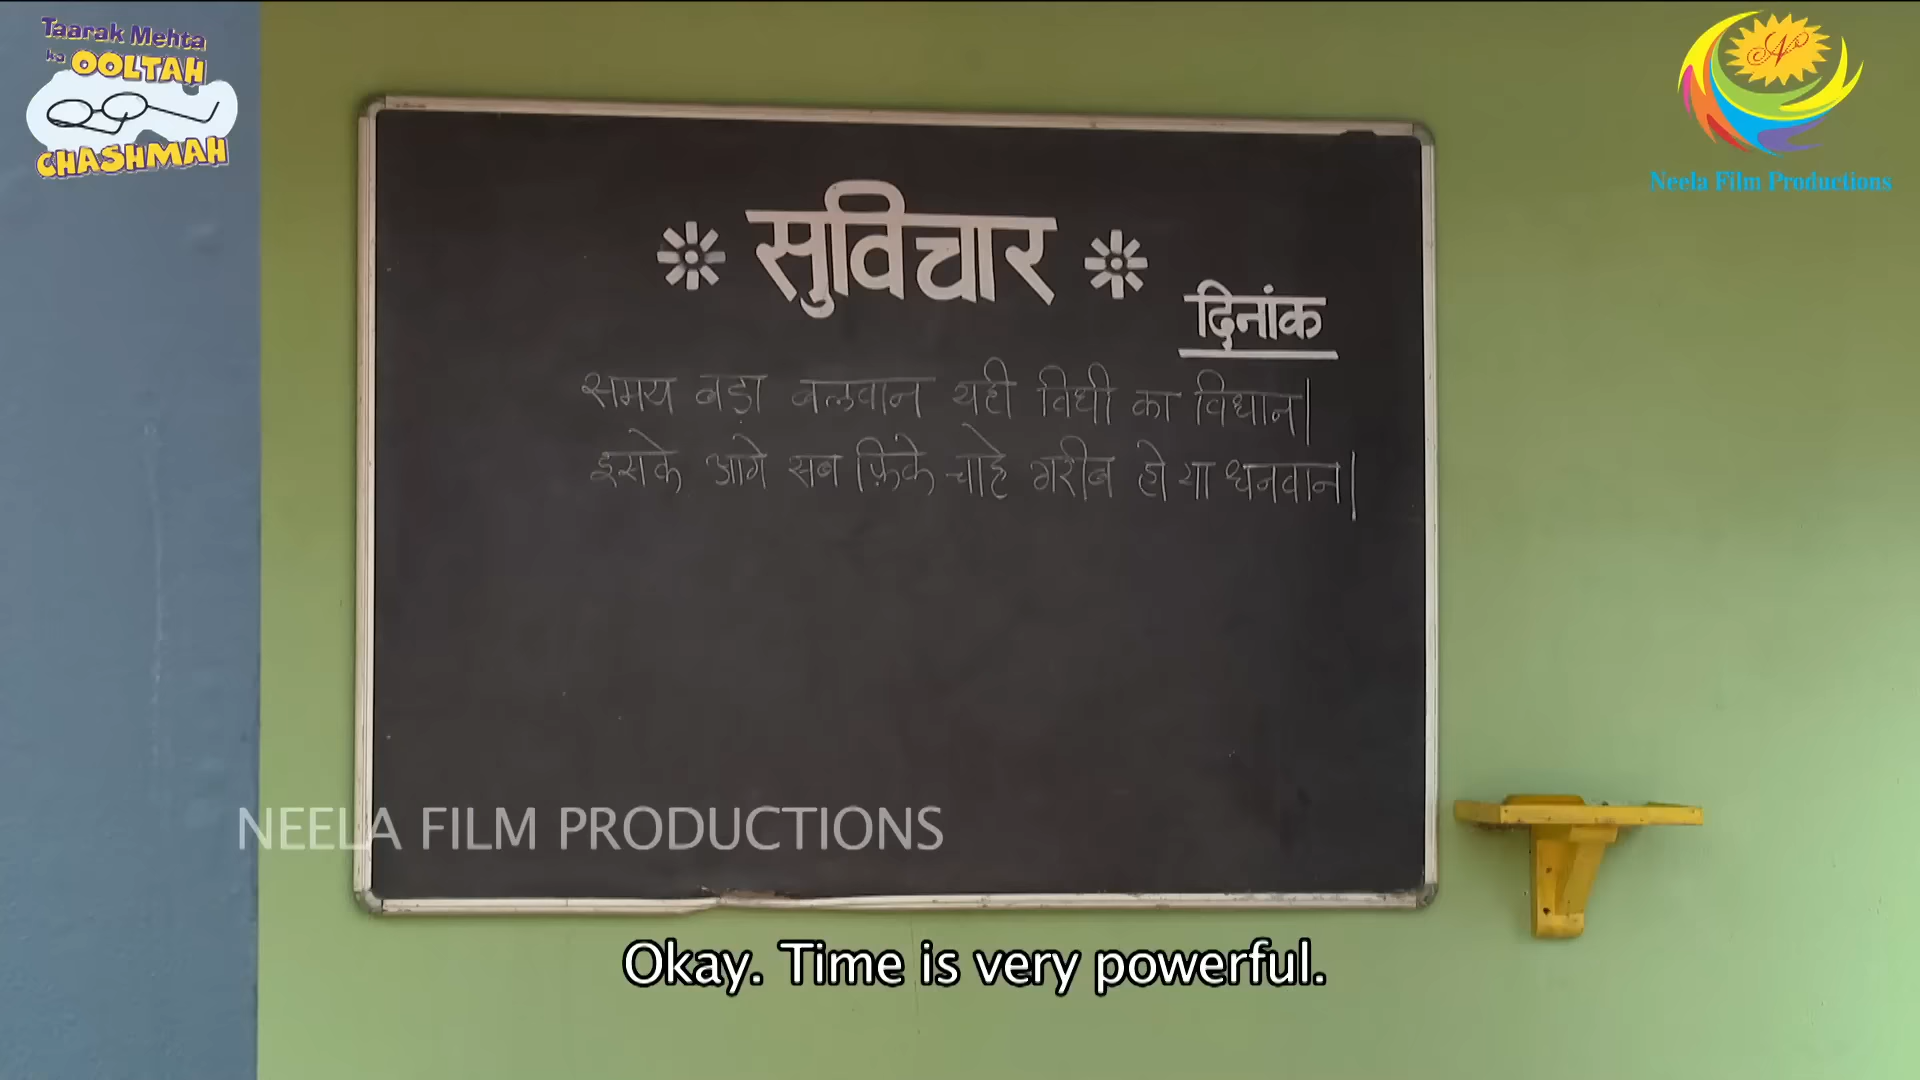 Taarak Mehta
ka OOLTAH
CHASHMAH
Neela Film Productions
सुविचार
दिनांक
समय बड़ा बलवान यही विधी का विधान|
इसके आगे सब फ़िके चाहे गरीब हो या धनवान|
NEELA FILM PRODUCTIONS
Okay. Time is very powerful.